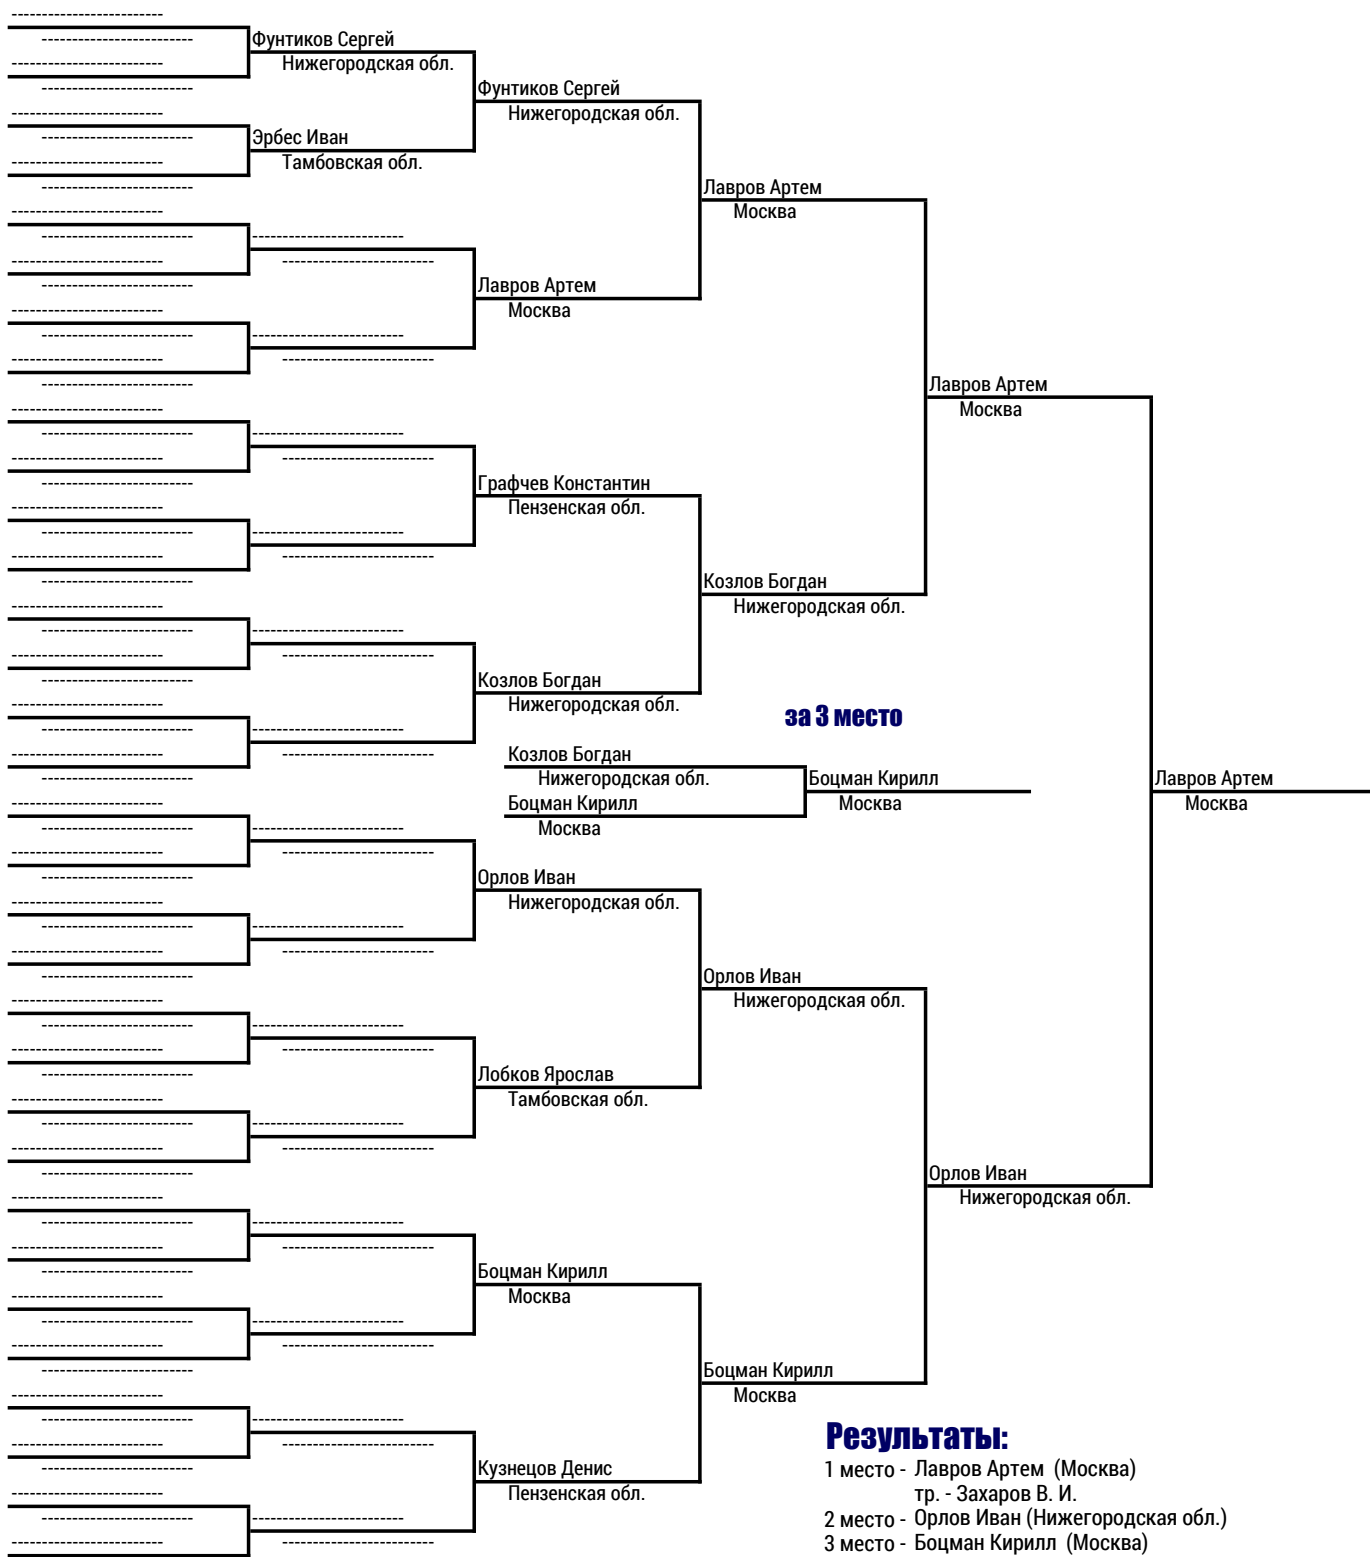 Фунтиков Сергей
Нижегородская обл.
Эрбес Иван
Тамбовская обл.
Фунтиков Сергей
Нижегородская обл.
Лавров Артем
Москва
Графчев Константин
Пензенская обл.
Козлов Богдан
Нижегородская обл.
Орлов Иван
Нижегородская обл.
Лобков Ярослав
Тамбовская обл.
Боцман Кирилл
Москва
Кузнецов Денис
Пензенская обл.
Лавров Артем
Москва
Козлов Богдан
Нижегородская обл.
Орлов Иван
Нижегородская обл.
Боцман Кирилл
Москва
Лавров Артем
Москва
Орлов Иван
Нижегородская обл.
Лавров Артем
Москва
за 3 место
Козлов Богдан
Нижегородская обл.
Боцман Кирилл
Москва
Боцман Кирилл
Москва
Результаты:
1 место - Лавров Артем (Москва)
тр. - Захаров В. И.
2 место - Орлов Иван (Нижегородская обл.)
3 место - Боцман Кирилл (Москва)